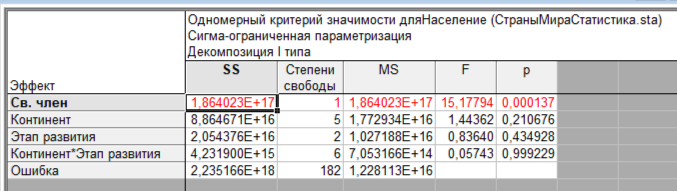 Одномерный критерий значимости дляНаселение (СтраныМираСтатистика.sta)
Сигма-ограниченная параметризация
Декомпозиция I типа
Эффект SS Степени свободы MS F p
Св. член 1,864023E+17 1 1,864023E+17 15,17794 0,000137
Континент 8,864671E+16 5 1,772934E+16 1,44362 0,210676
Этап развития 2,054376E+16 2 1,027188E+16 0,83640 0,434928
Континент*Этап развития 4,231900E+15 6 7,053166E+14 0,05743 0,999229
Ошибка 2,235166E+18 182 1,228113E+16